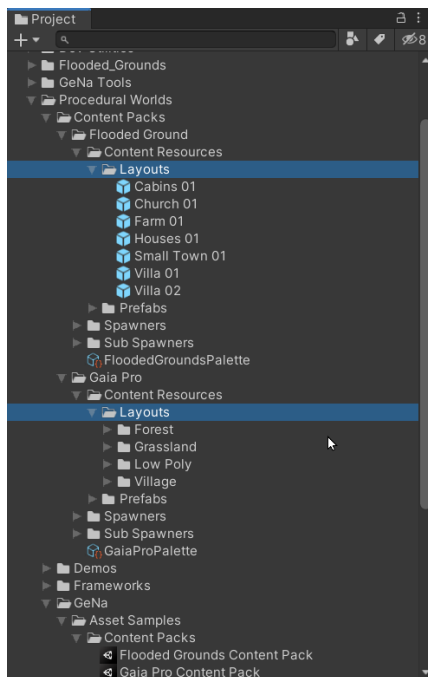 Project
8
Flooded_Grounds
GeNa Tools
Procedural Worlds
Content Packs
Flooded Ground
Content Resources
Layouts
Cabins 01
Church 01
Farm 01
Houses 01
Small Town 01
Villa 01
Villa 02
Prefabs
Spawners
Sub Spawners
FloodedGroundsPalette
Gaia Pro
Content Resources
Layouts
Forest
Grassland
Low Poly
Village
Prefabs
Spawners
Sub Spawners
GaiaProPalette
Demos
Frameworks
GeNa
Asset Samples
Content Packs
Flooded Grounds Content Pack
Gaia Pro Content Pack